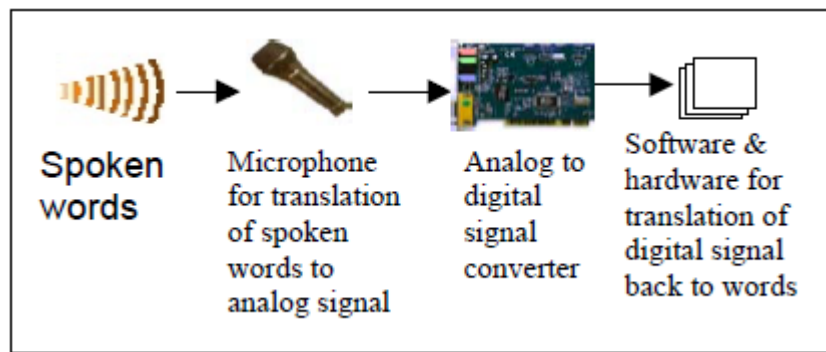 Spoken
words
Microphone
for translation
of spoken
words to
analog signal
Analog to
digital
signal
converter
Software &
hardware for
translation of
digital signal
back to words